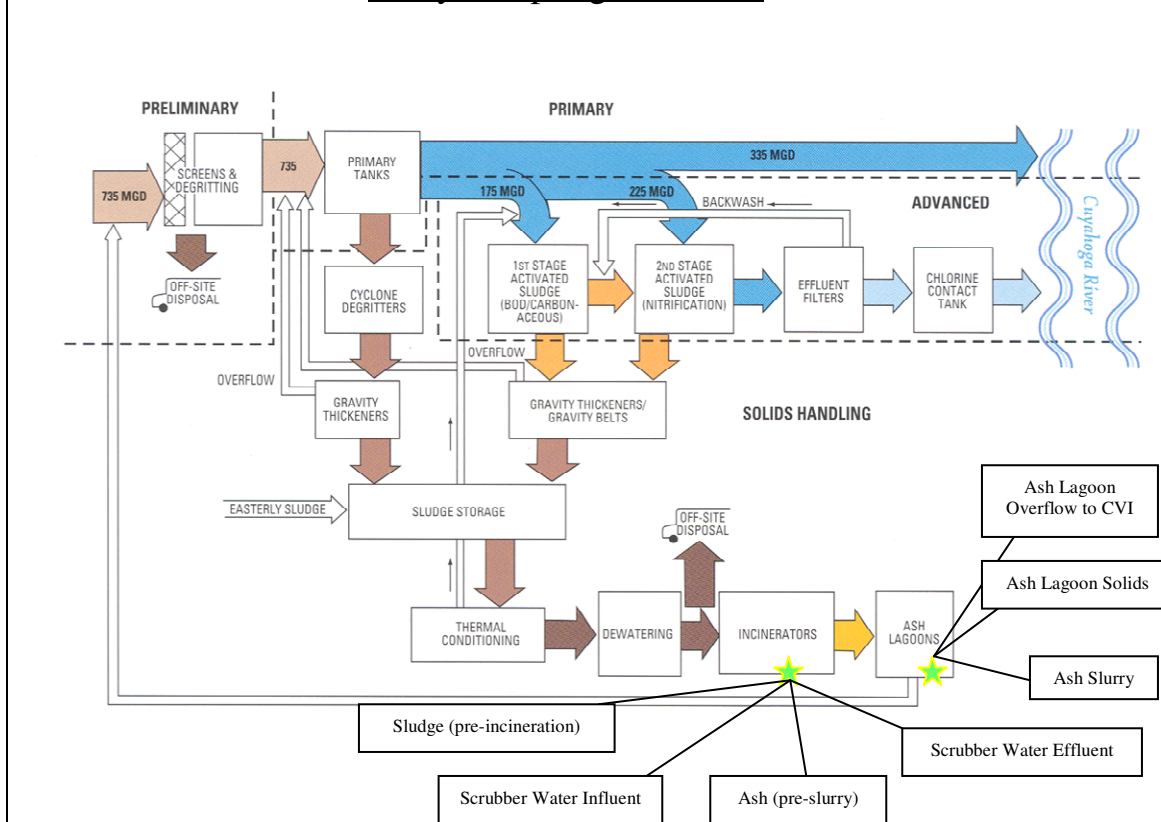 PRELIMINARY
PRIMARY
SCREENS &
DEGRITTING
735 MGD
735
PRIMARY
TANKS
335 MGD
175 MGD
225 MGD
BACKWASH
ADVANCED
Cuyahoga River
OFF-SITE
DISPOSAL
CYCLONE
DEGRITTERS
1ST STAGE
ACTIVATED
SLUDGE
(BOD/CARBON-
ACEOUS)
2ND STAGE
ACTIVATED
SLUDGE
(NITRIFICATION)
EFFLUENT
FILTERS
CHLORINE
CONTACT
TANK
OVERFLOW
OVERFLOW
GRAVITY
THICKENERS
GRAVITY THICKENERS/
GRAVITY BELTS
SOLIDS HANDLING
EASTERLY SLUDGE
SLUDGE STORAGE
OFF-SITE
DISPOSAL
Ash Lagoon
Overflow to CVI
Ash Lagoon Solids
THERMAL
CONDITIONING
DEWATERING
INCINERATORS
ASH
LAGOONS
Ash Slurry
Sludge (pre-incineration)
Scrubber Water Effluent
Scrubber Water Influent
Ash (pre-slurry)